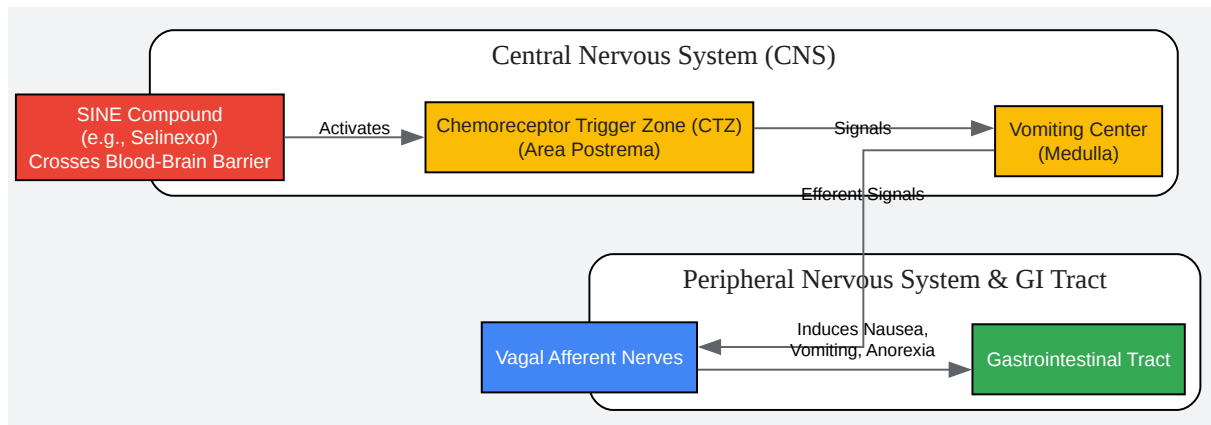 Central Nervous System (CNS)
SINE Compound
(e.g., Selinexor)
Crosses Blood-Brain Barrier
Activates
Chemoreceptor Trigger Zone (CTZ)
(Area Postrema)
Signals
Vomiting Center
(Medulla)
Efferent Signals
Peripheral Nervous System & GI Tract
Vagal Afferent Nerves
Induces Nausea,
Vomiting, Anorexia
Gastrointestinal Tract